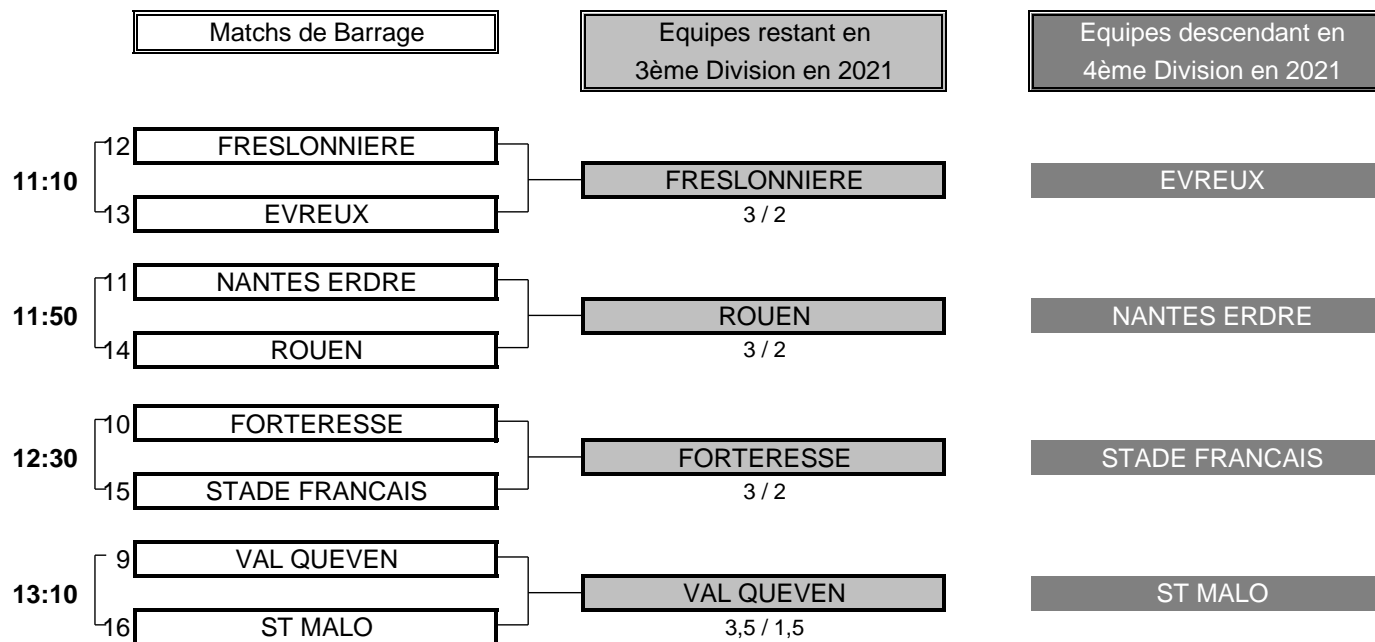 Matchs de Barrage
Equipes restant en
3ème Division en 2021
Equipes descendant en
4ème Division en 2021
12 FRESLONNIERE
11:10 FRESLONNIERE EVREUX
13 EVREUX 3 / 2
11 NANTES ERDRE
11:50 ROUEN NANTES ERDRE
14 ROUEN 3 / 2
10 FORTERESSE
12:30 FORTERESSE STADE FRANCAIS
15 STADE FRANCAIS 3 / 2
9 VAL QUEVEN
13:10 VAL QUEVEN ST MALO
16 ST MALO 3,5 / 1,5